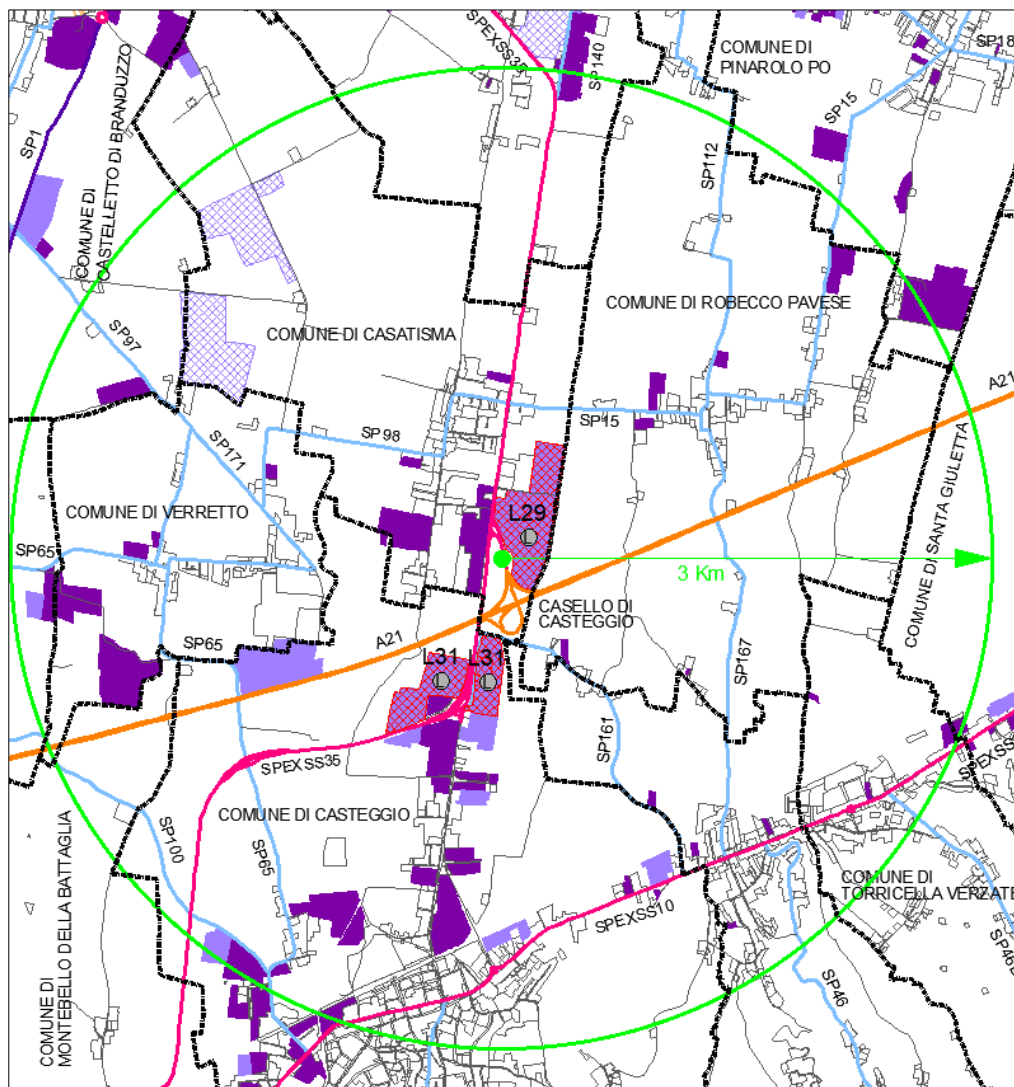 SPEXSS35
SP140
COMUNE DI
PINAROLO PO
SP18
SP1
COMUNE DI
CASTELLETTO DI BRANDUZZO
SP15
SP112
COMUNE DI ROBECCO PAVESE
COMUNE DI CASATISMA
SP97
A21
SP98
SP15
SP171
COMUNE DI SANTA GIULETTA
COMUNE DI VERRETTO
L29
L
SP65
3 Km
CASELLO DI
CASTEGGIO
A21
SP65
L31
L31
L
L
SP167
SP161
SPEXSS
SPEXSS35
COMUNE DI CASTEGGIO
SP100
SP65
COMUNE DI
TORRICELLA VERZATE
SPEXSS10
COMUNE DI
MONTEBELLO DELLA BATTAGLIA
SP46